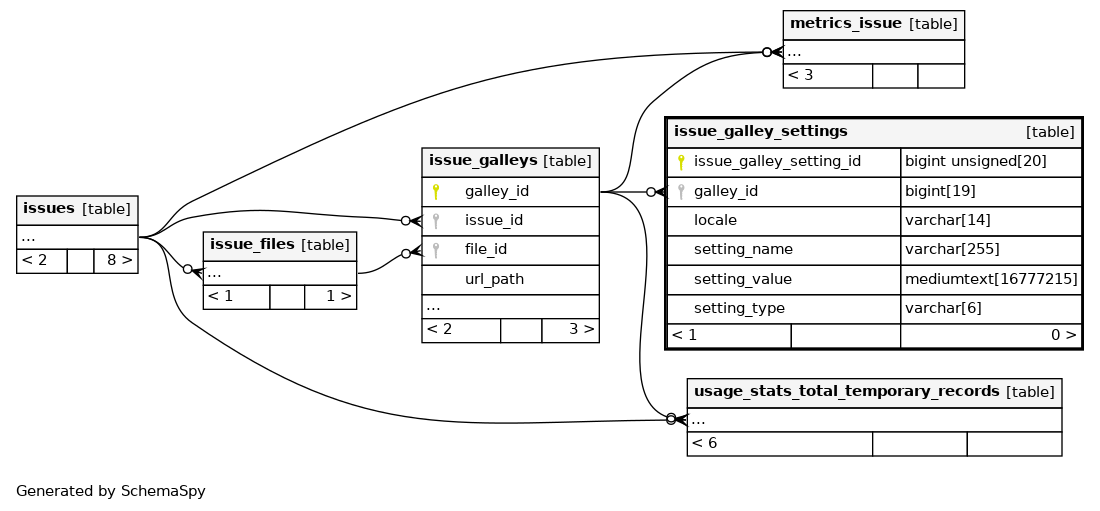 metrics_issue [table]
...
< 3
issue_galley_settings [table]
issue_galley_setting_id bigint unsigned[20]
galley_id bigint[19]
locale varchar[14]
setting_name varchar[255]
setting_value mediumtext[16777215]
setting_type varchar[6]
< 1 0 >
issue_galleys [table]
galley_id
issue_id
file_id
url_path
...
< 2 3 >
issues [table]
...
< 2 8 >
issue_files [table]
...
< 1 1 >
usage_stats_total_temporary_records [table]
...
< 6
Generated by SchemaSpy